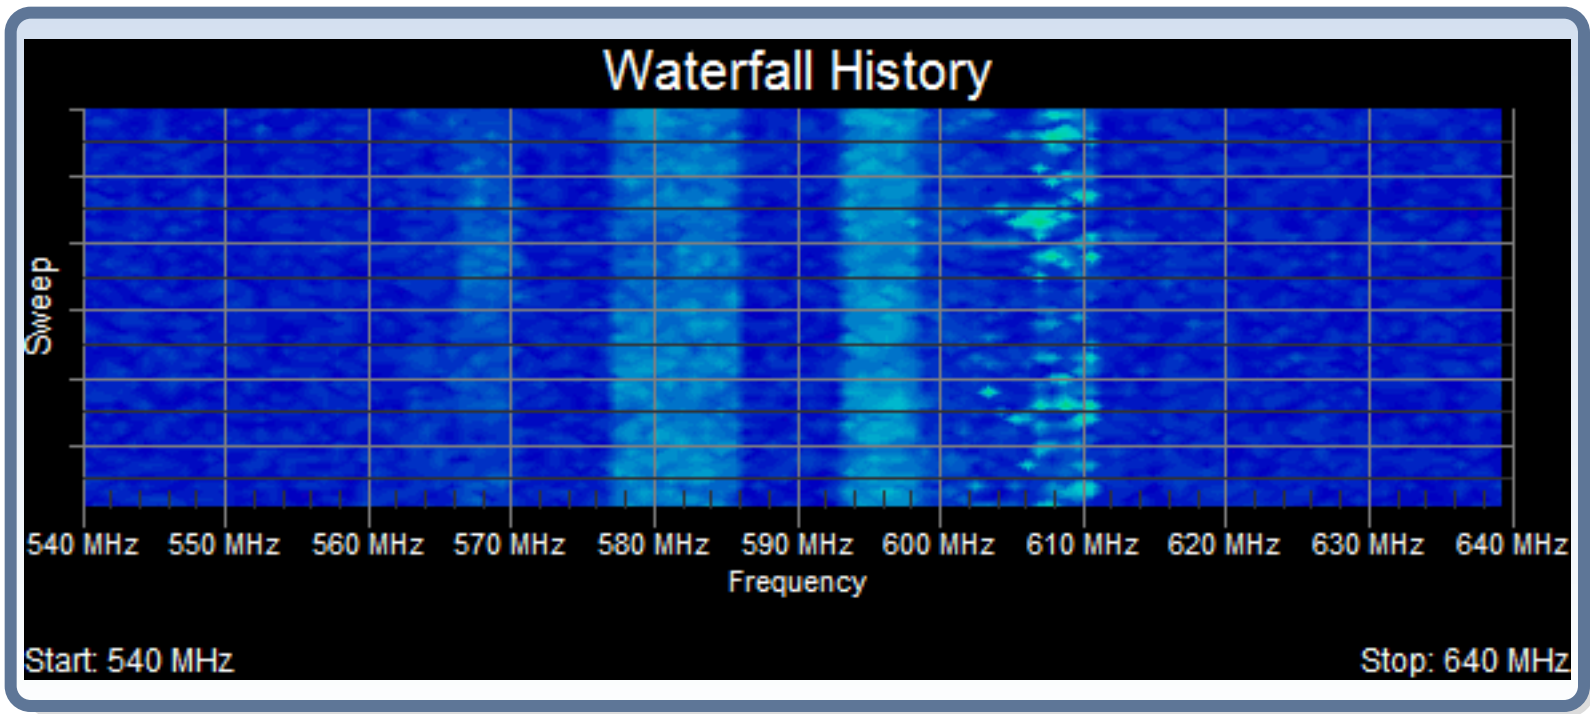 Waterfall History
Sweep
540 MHz 550 MHz 560 MHz 570 MHz 580 MHz 590 MHz 600 MHz 610 MHz 620 MHz 630 MHz 640 MHz
Frequency
Start: 540 MHz
Stop: 640 MHz